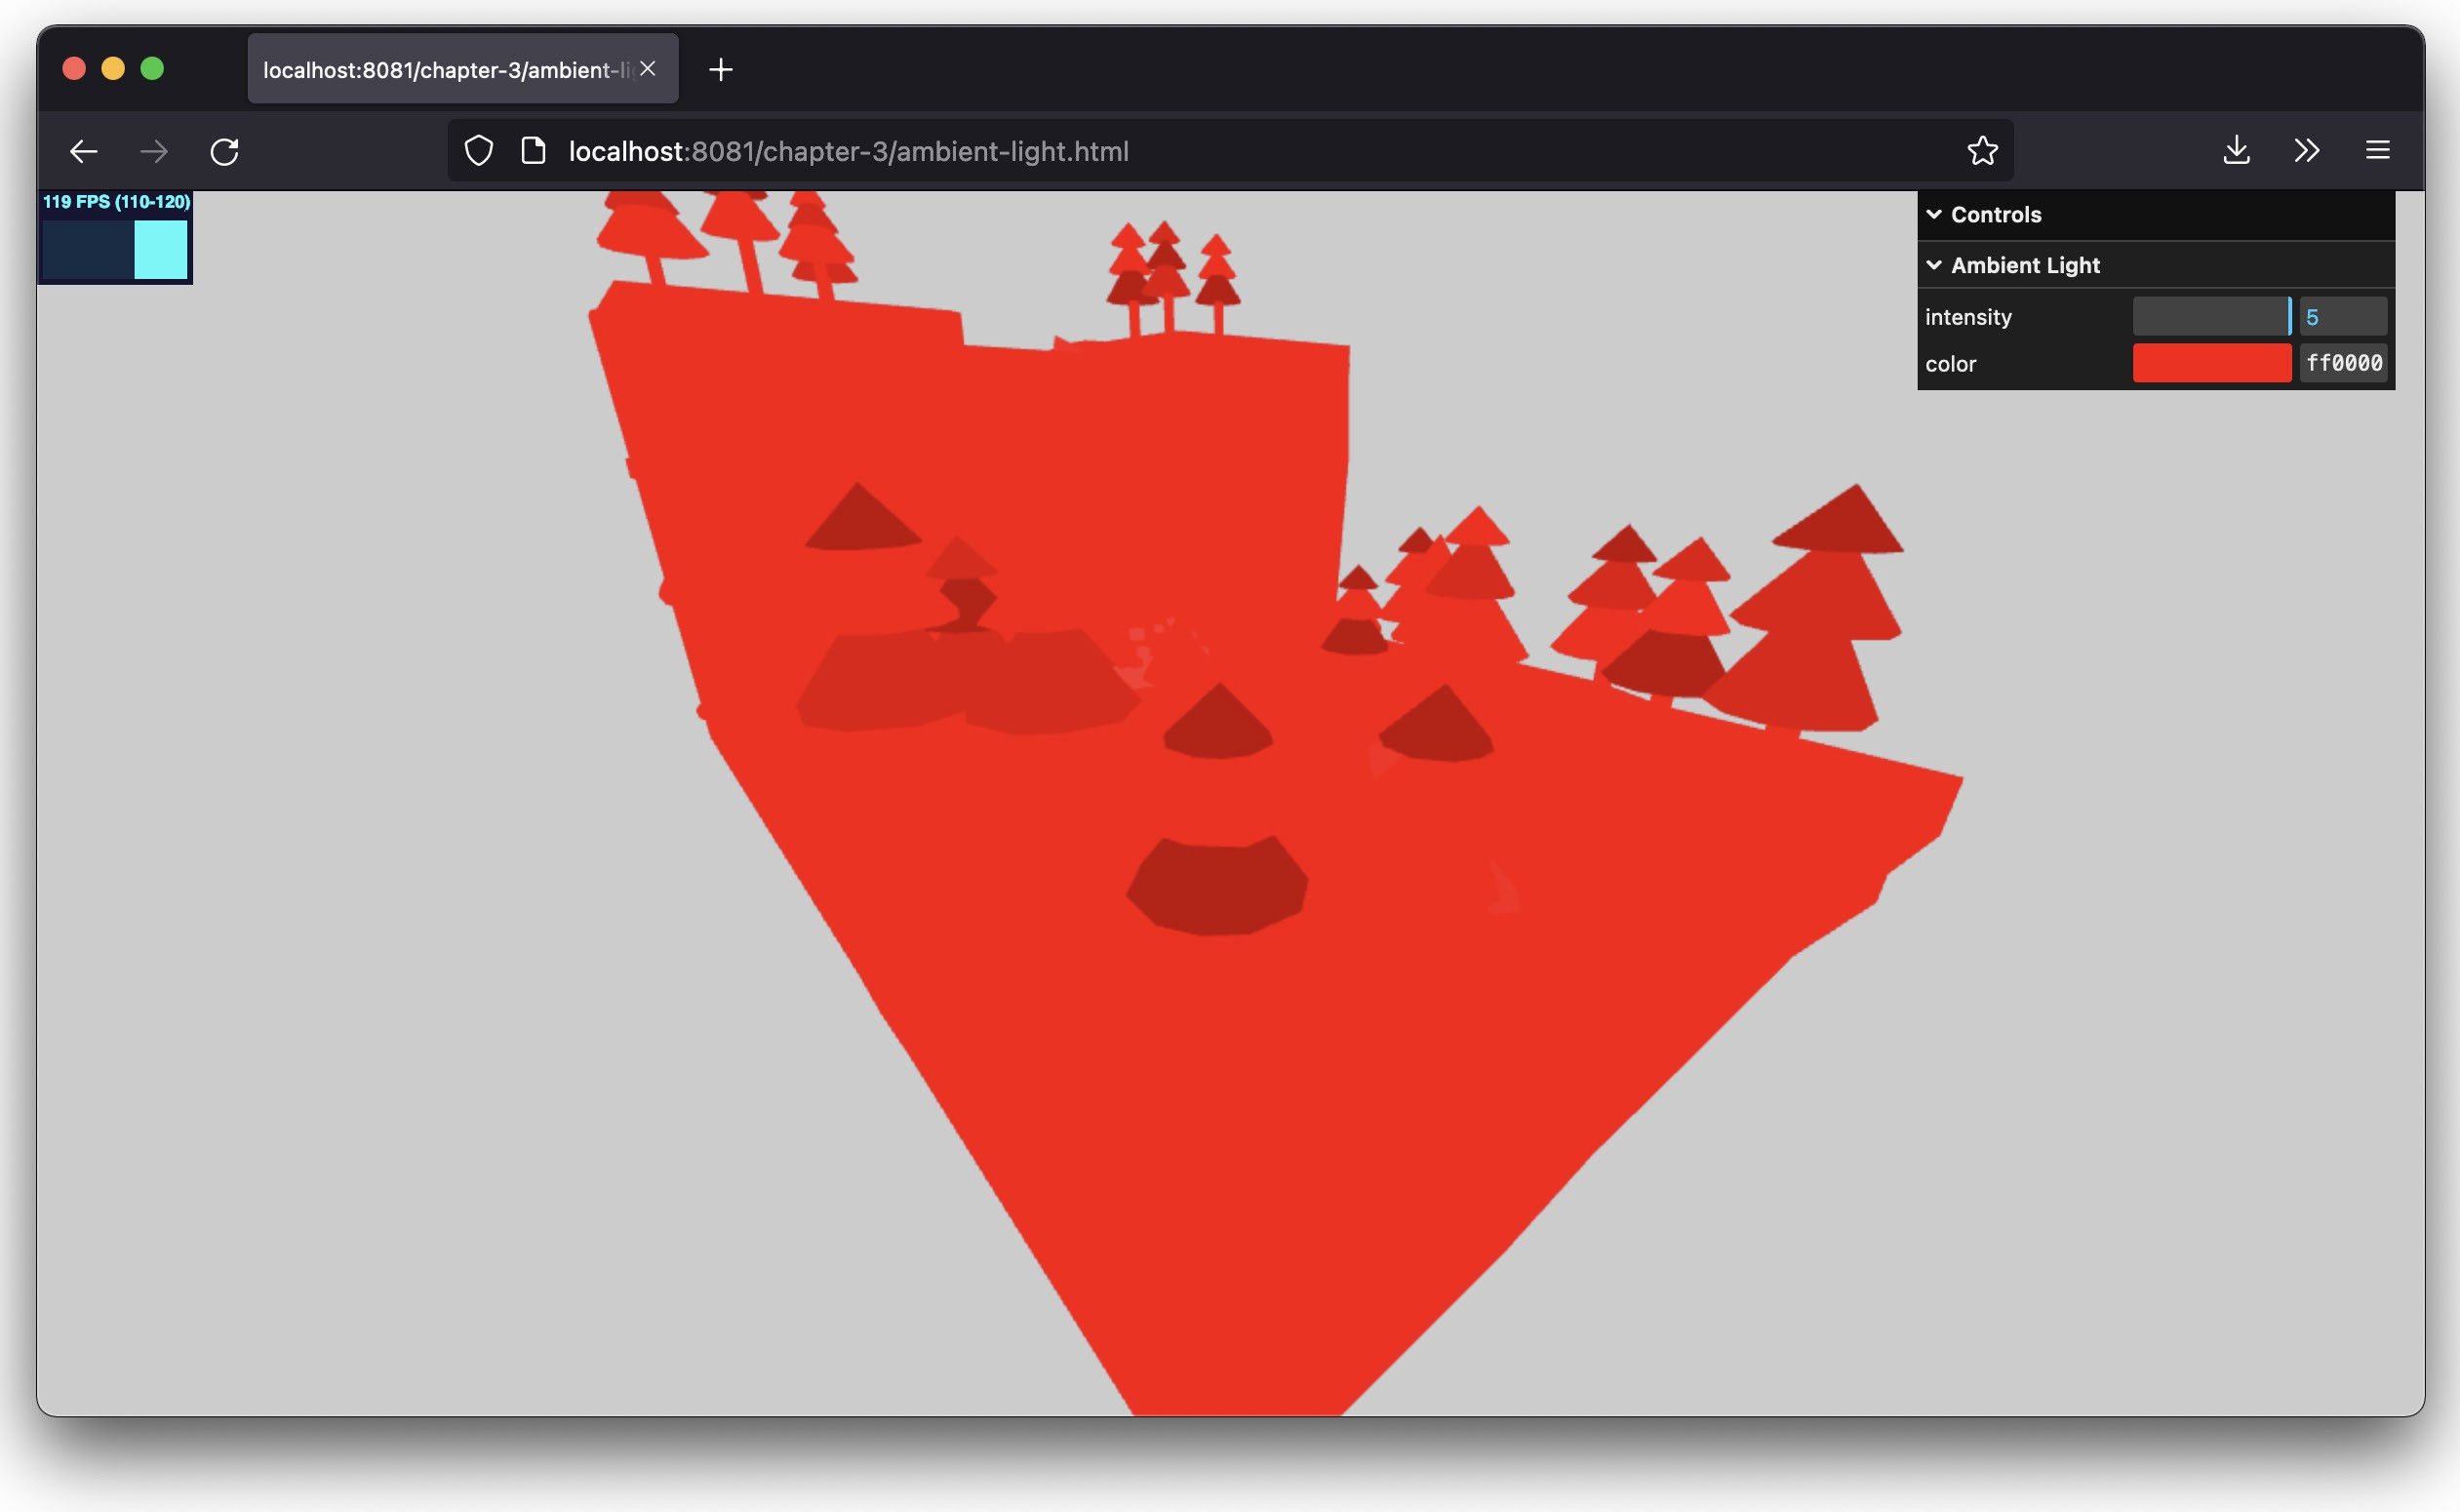 localhost:8081/chapter-3/ambient-li
localhost:8081/chapter-3/ambient-light.html
119 FPS (110-120)
Controls
Ambient Light
intensity 5
color ff0000